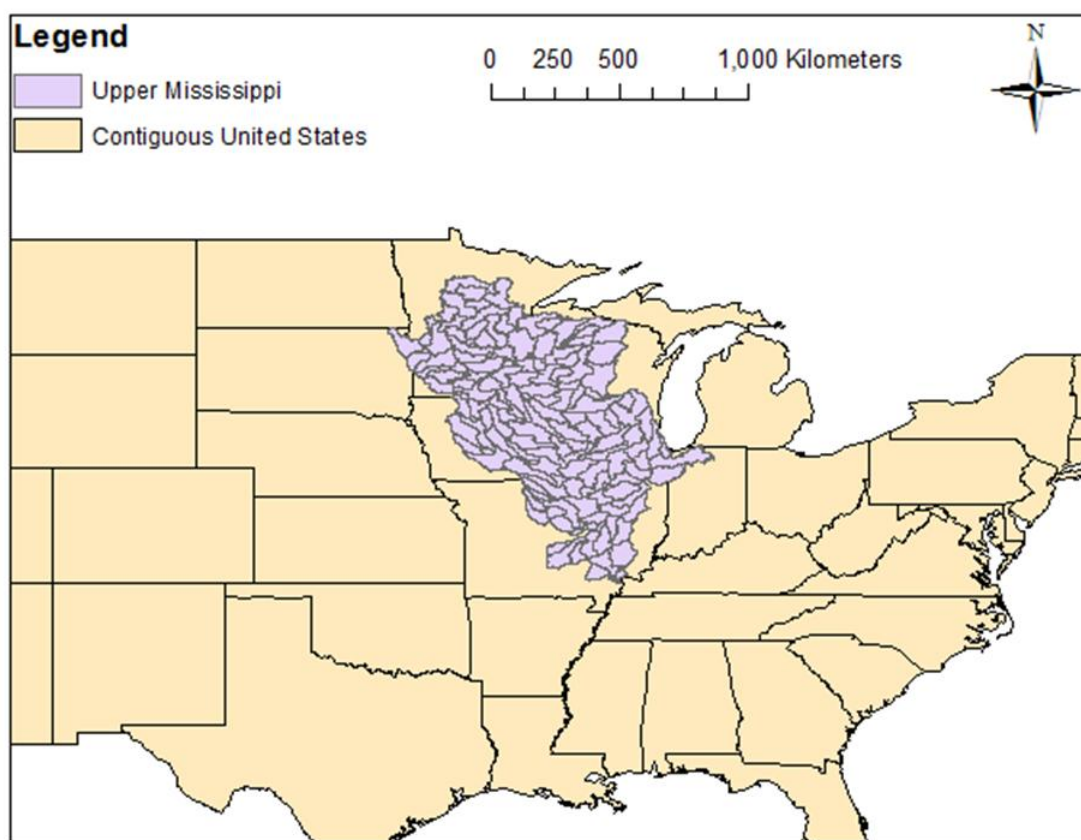 Legend
Upper Mississippi
Contiguous United States
0 250 500 1,000 Kilometers
N